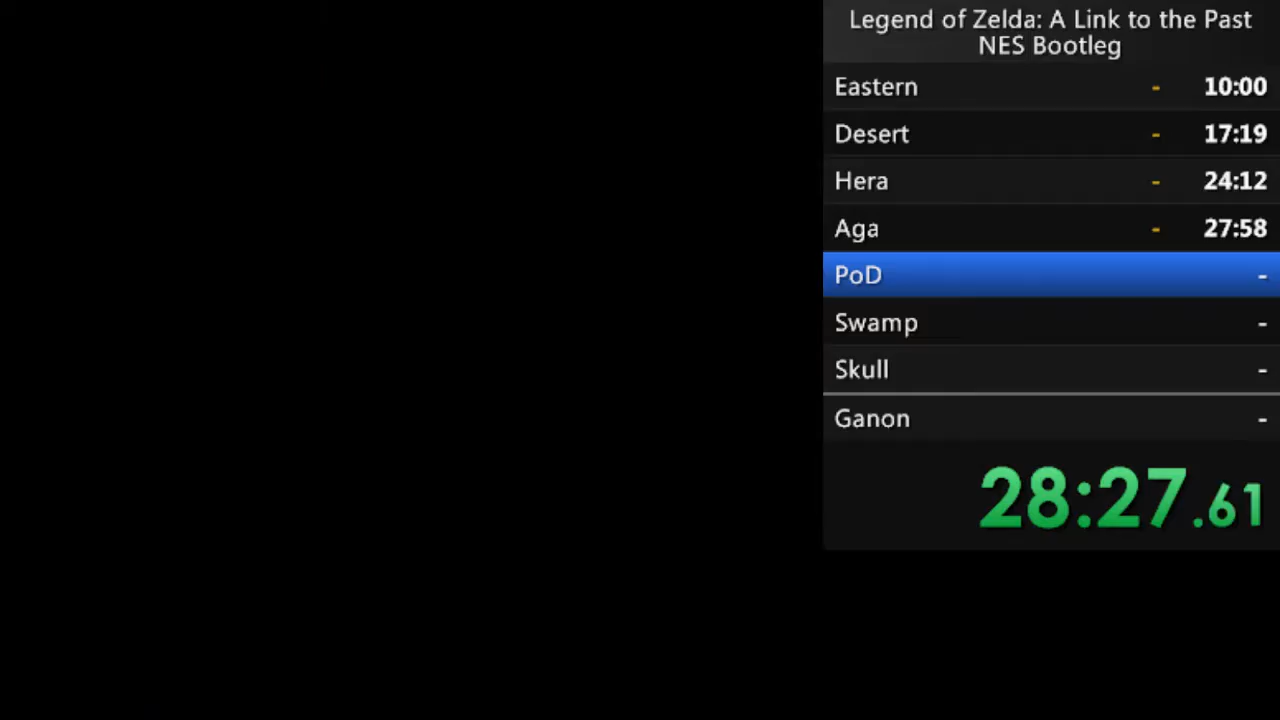 Legend of Zelda: A Link to the Past
NES Bootleg
Eastern - 10:00
Desert - 17:19
Hera - 24:12
Aga - 27:58
PoD -
Swamp -
Skull -
Ganon -
28:27.61